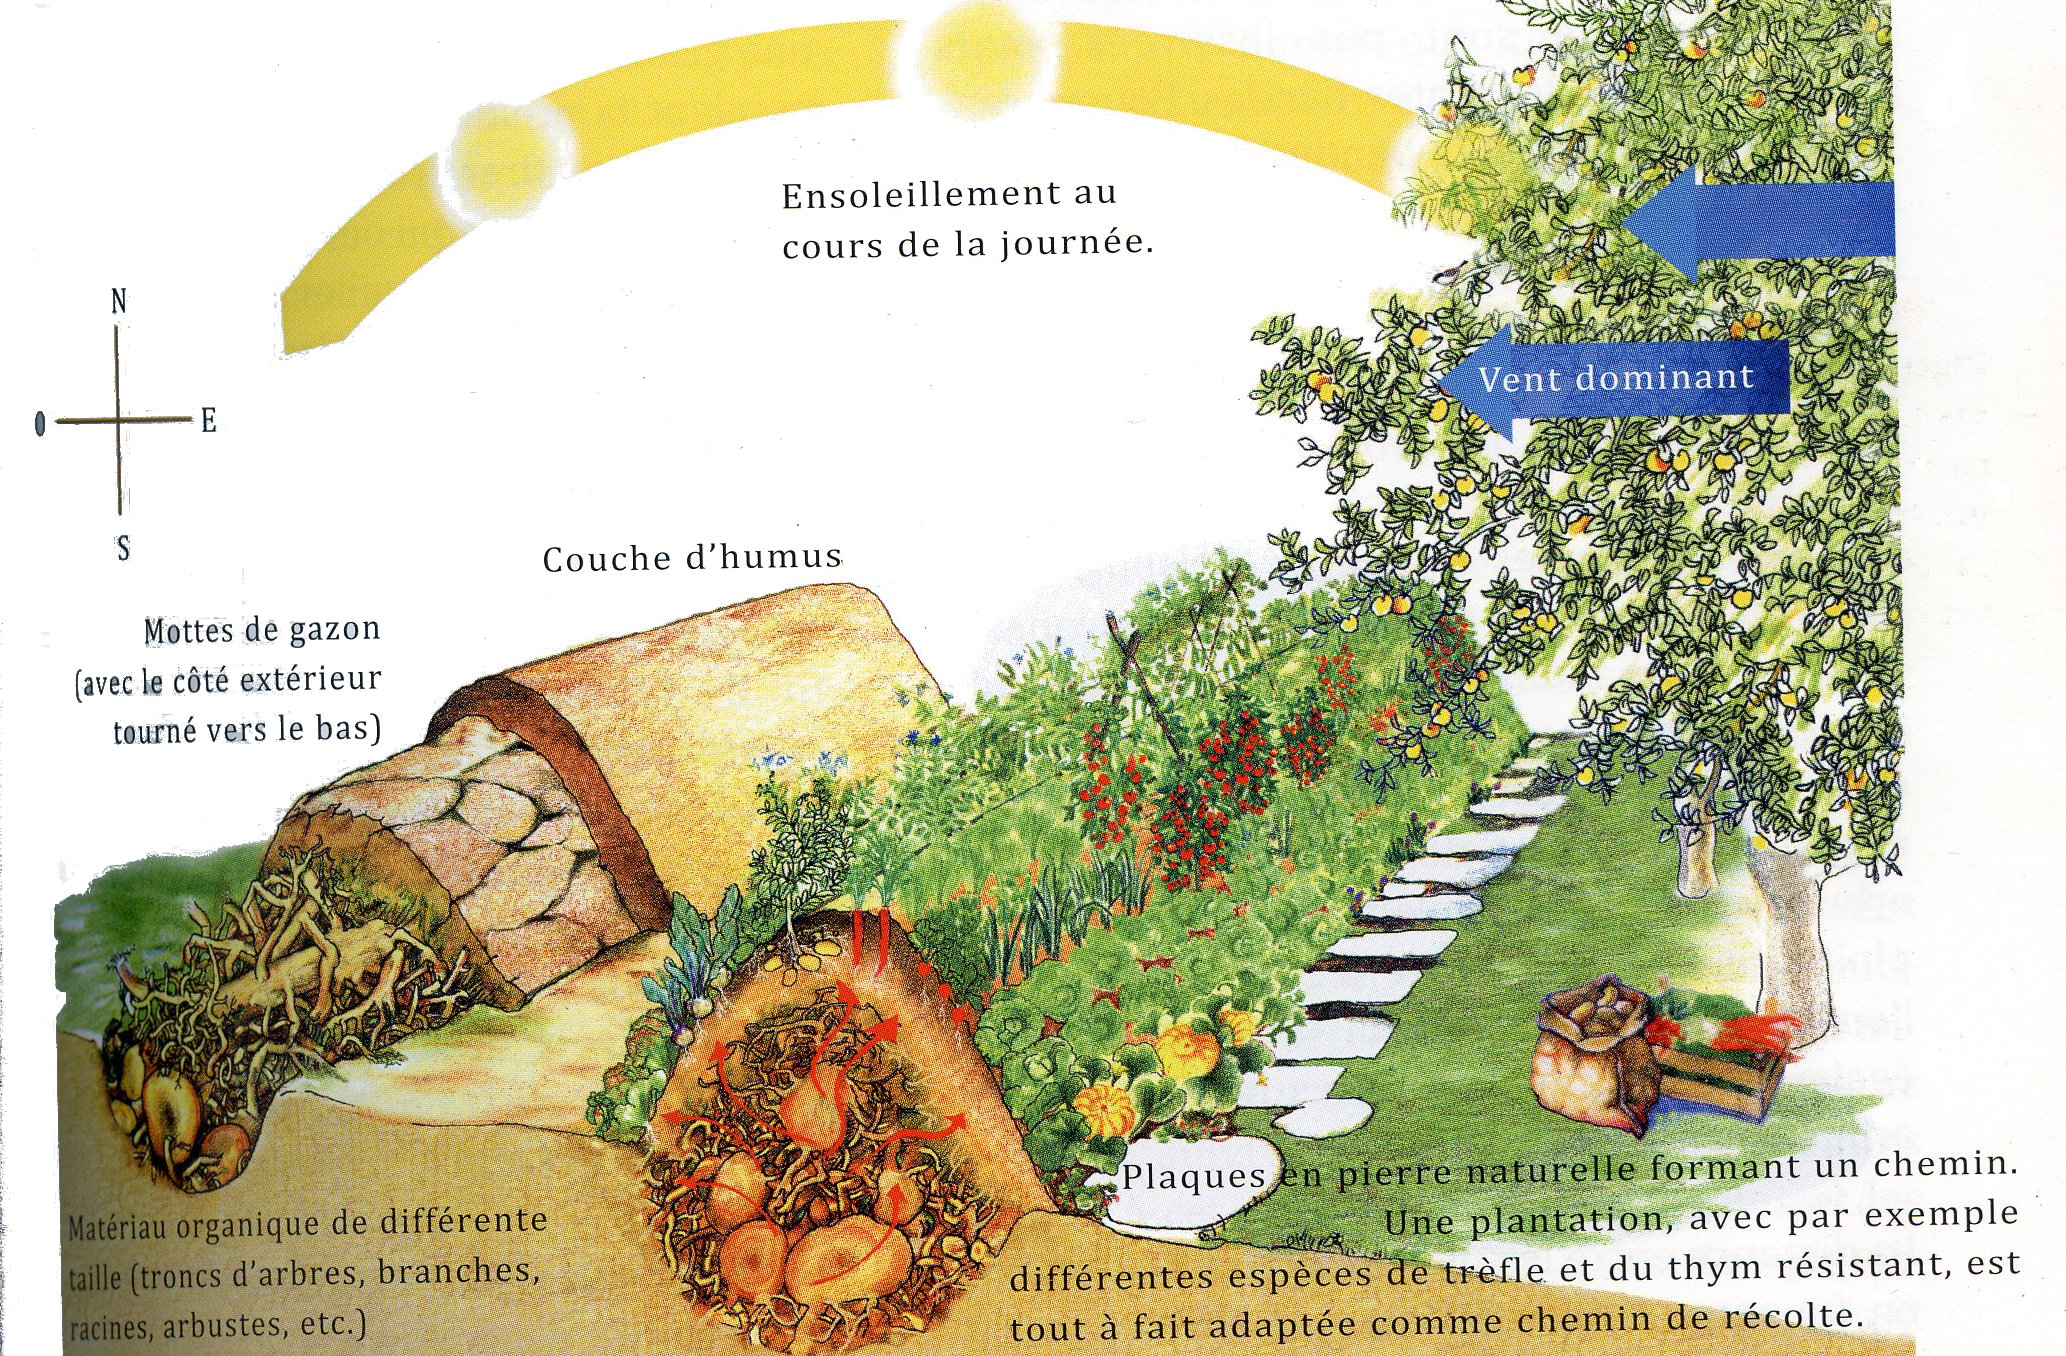 Ensoleillement au
cours de la journée.
N
O
E
S
Vent dominant
Couche d'humus
Mottes de gazon
(avec le côté extérieur
tourné vers le bas)
Matériau organique de différente
taille (troncs d'arbres, branches,
racines, arbustes, etc.)
Plaques en pierre naturelle formant un chemin.
Une plantation, avec par exemple
différentes espèces de trèfle et du thym résistant, est
tout à fait adaptée comme chemin de récolte.